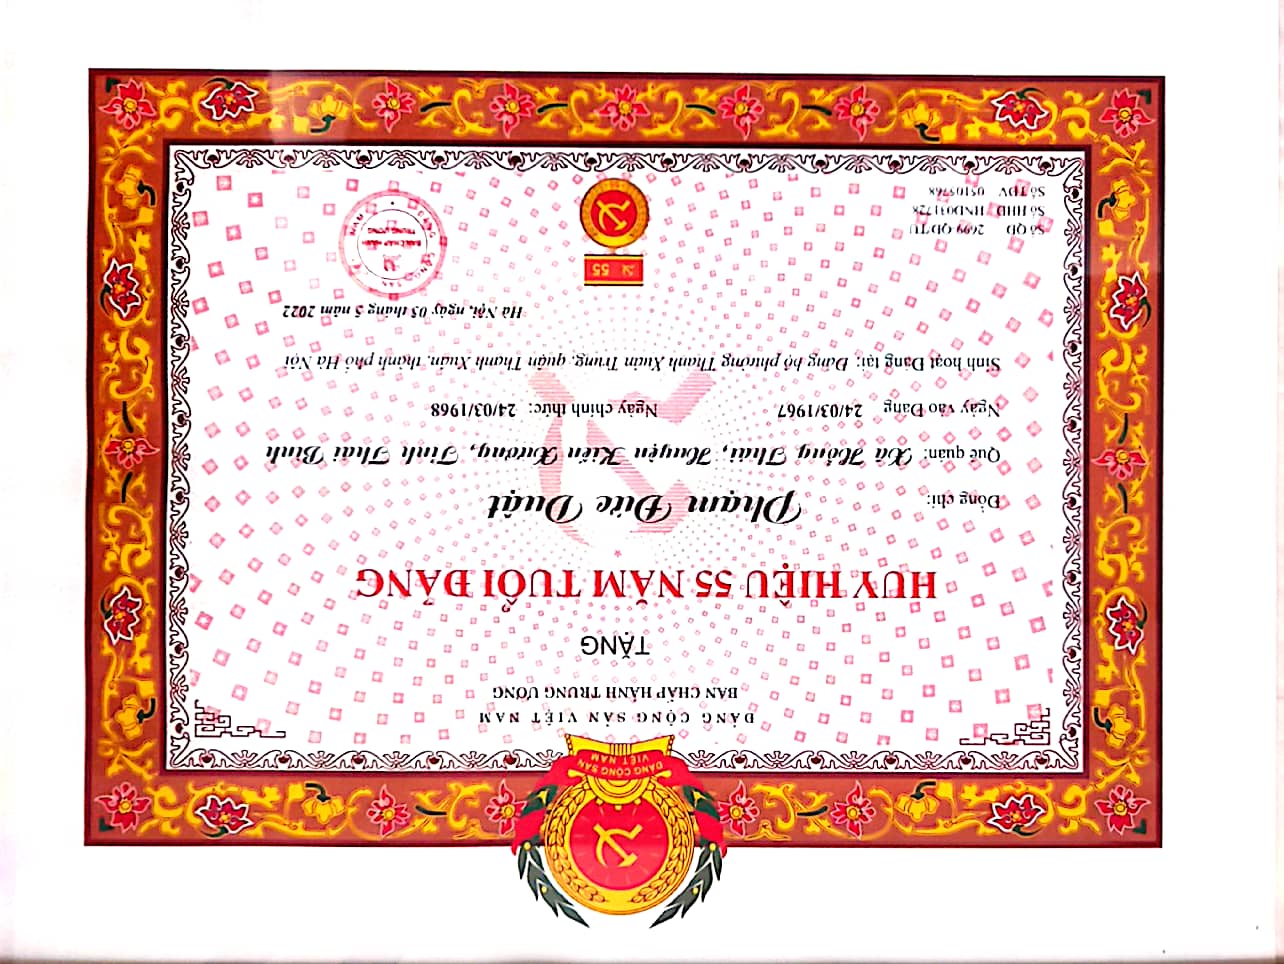 ĐẢNG CỘNG SẢN
VIỆT NAM
ĐẢNG CỘNG SẢN VIỆT NAM
BAN CHẤP HÀNH TRUNG ƯƠNG
TẶNG
HUY HIỆU 55 NĂM TUỔI ĐẢNG
Đồng chí: Phạm Đức Duật
Quê quán: Xã Hồng Thái, Huyện Kiến Xương, Tỉnh Thái Bình
Ngày vào Đảng 24/03/1967 Ngày chính thức: 24/03/1968
Sinh hoạt Đảng tại: Đảng bộ phường Thanh Xuân Trung, quận Thanh Xuân, thành phố Hà Nội
Hà Nội, ngày 03 tháng 5 năm 2022
55
Số QĐ 2699 QĐ/TU
Số HHĐ HND031728
Số TĐV 05105768